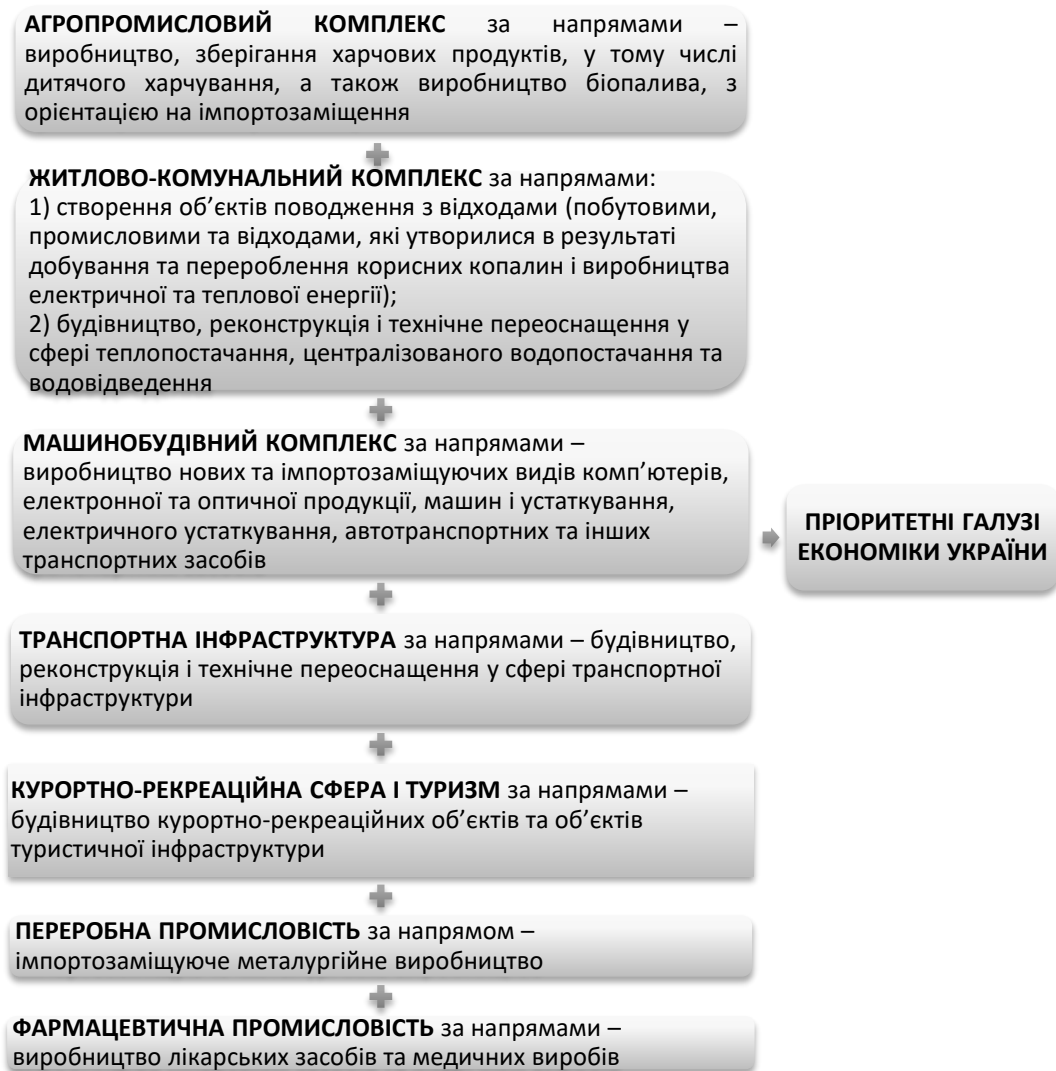 АГРОПРОМИСЛОВИЙ КОМПЛЕКС за напрямами –
виробництво, зберігання харчових продуктів, у тому числі
дитячого харчування, а також виробництво біопалива, з
орієнтацією на імпортозаміщення
ЖИТЛОВО-КОМУНАЛЬНИЙ КОМПЛЕКС за напрямами:
1) створення об’єктів поводження з відходами (побутовими,
промисловими та відходами, які утворилися в результаті
добування та перероблення корисних копалин і виробництва
електричної та теплової енергії);
2) будівництво, реконструкція і технічне переоснащення у
сфері теплопостачання, централізованого водопостачання та
водовідведення
МАШИНОБУДІВНИЙ КОМПЛЕКС за напрямами –
виробництво нових та імпортозаміщуючих видів комп’ютерів,
електронної та оптичної продукції, машин і устаткування,
електричного устаткування, автотранспортних та інших
транспортних засобів
ПРІОРИТЕТНІ ГАЛУЗІ
ЕКОНОМІКИ УКРАЇНИ
ТРАНСПОРТНА ІНФРАСТРУКТУРА за напрямами – будівництво,
реконструкція і технічне переоснащення у сфері транспортної
інфраструктури
КУРОРТНО-РЕКРЕАЦІЙНА СФЕРА І ТУРИЗМ за напрямами –
будівництво курортно-рекреаційних об’єктів та об’єктів
туристичної інфраструктури
ПЕРЕРОБНА ПРОМИСЛОВІСТЬ за напрямом –
імпортозаміщуюче металургійне виробництво
ФАРМАЦЕВТИЧНА ПРОМИСЛОВІСТЬ за напрямами –
виробництво лікарських засобів та медичних виробів